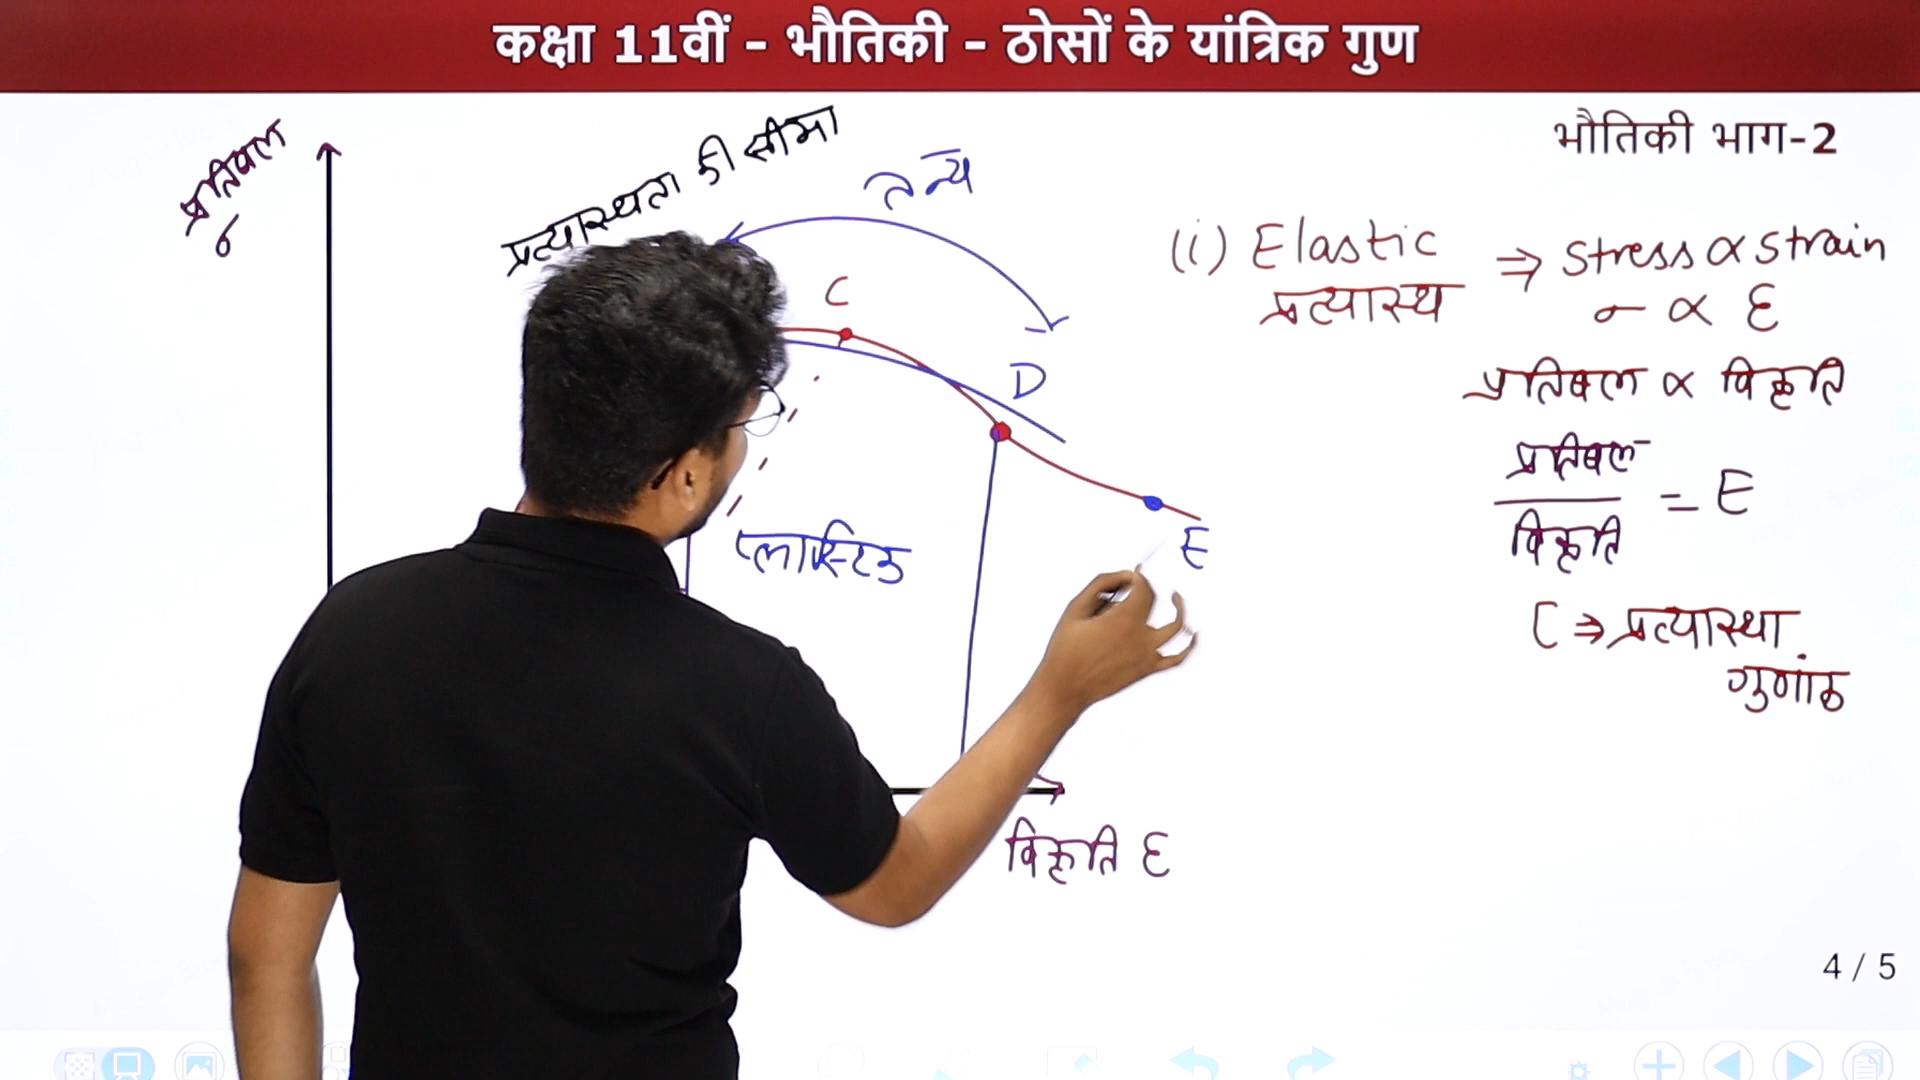 कक्षा 11वीं - भौतिकी - ठोसों के यांत्रिक गुण
भौतिकी भाग-2
प्रतिबल
σ
प्रत्यास्थता की सीमा
तन्य
C
D
E
प्लास्टिक
विकृति ε
(i) Elastic ⇒ Stress ∝ Strain
प्रत्यास्थ σ ∝ ε
प्रतिबल ∝ विकृति
प्रतिबल
विकृति = E
E ⇒ प्रत्यास्था
गुणांक
4 / 5